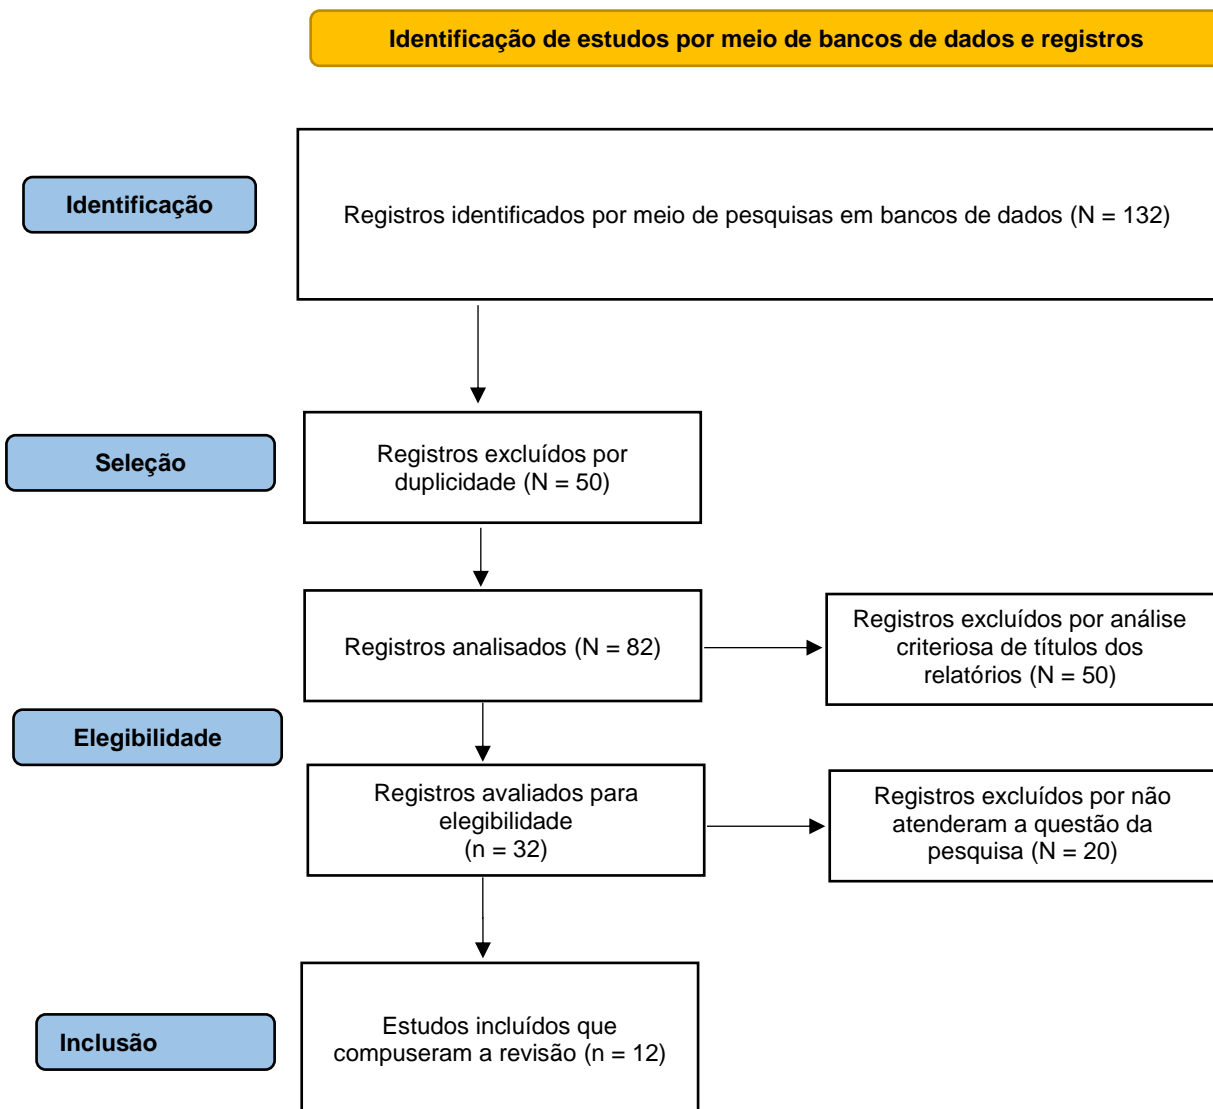 Identificação de estudos por meio de bancos de dados e registros
Identificação
Registros identificados por meio de pesquisas em bancos de dados (N = 132)
Seleção
Registros excluídos por
duplicidade (N = 50)
Registros analisados (N = 82)
Registros excluídos por análise
criteriosa de títulos dos
relatórios (N = 50)
Elegibilidade
Registros avaliados para
elegibilidade
(n = 32)
Registros excluídos por não
atenderam a questão da
pesquisa (N = 20)
Inclusão
Estudos incluídos que
compuseram a revisão (n = 12)